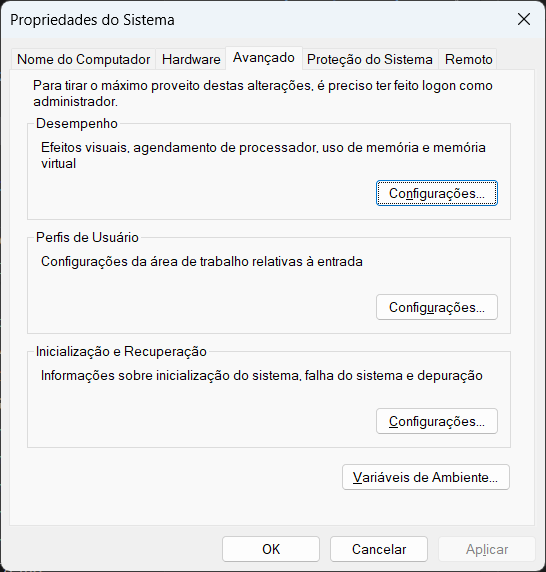 Propriedades do Sistema
Nome do Computador Hardware Avançado Proteção do Sistema Remoto
Para tirar o máximo proveito destas alterações, é preciso ter feito logon como
administrador.
Desempenho
Efeitos visuais, agendamento de processador, uso de memória e memória
virtual
Configurações...
Perfis de Usuário
Configurações da área de trabalho relativas à entrada
Configurações...
Inicialização e Recuperação
Informações sobre inicialização do sistema, falha do sistema e depuração
Configurações...
Variáveis de Ambiente...
OK Cancelar Aplicar